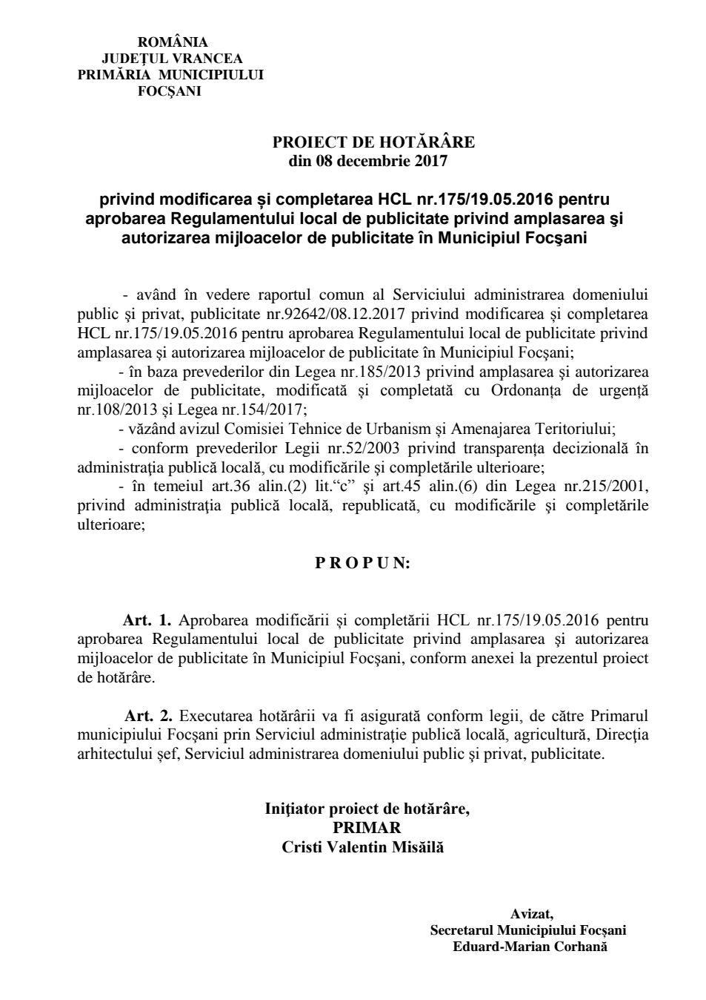 ROMÂNIA
JUDEŢUL VRANCEA
PRIMĂRIA MUNICIPIULUI
FOCŞANI
PROIECT DE HOTĂRÂRE
din 08 decembrie 2017
privind modificarea și completarea HCL nr.175/19.05.2016 pentru
aprobarea Regulamentului local de publicitate privind amplasarea şi
autorizarea mijloacelor de publicitate în Municipiul Focşani
- având în vedere raportul comun al Serviciului administrarea domeniului
public şi privat, publicitate nr.92642/08.12.2017 privind modificarea și completarea
HCL nr.175/19.05.2016 pentru aprobarea Regulamentului local de publicitate privind
amplasarea şi autorizarea mijloacelor de publicitate în Municipiul Focşani;
- în baza prevederilor din Legea nr.185/2013 privind amplasarea şi autorizarea
mijloacelor de publicitate, modificată și completată cu Ordonanța de urgență
nr.108/2013 și Legea nr.154/2017;
- văzând avizul Comisiei Tehnice de Urbanism și Amenajarea Teritoriului;
- conform prevederilor Legii nr.52/2003 privind transparența decizională în
administraţia publică locală, cu modificările şi completările ulterioare;
- în temeiul art.36 alin.(2) lit.“c” şi art.45 alin.(6) din Legea nr.215/2001,
privind administraţia publică locală, republicată, cu modificările și completările
ulterioare;
P R O P U N:
Art. 1. Aprobarea modificării și completării HCL nr.175/19.05.2016 pentru
aprobarea Regulamentului local de publicitate privind amplasarea şi autorizarea
mijloacelor de publicitate în Municipiul Focşani, conform anexei la prezentul proiect
de hotărâre.
Art. 2. Executarea hotărârii va fi asigurată conform legii, de către Primarul
municipiului Focşani prin Serviciul administraţie publică locală, agricultură, Direcţia
arhitectului șef, Serviciul administrarea domeniului public şi privat, publicitate.
Iniţiator proiect de hotărâre,
PRIMAR
Cristi Valentin Misăilă
Avizat,
Secretarul Municipiului Focșani
Eduard-Marian Corhană